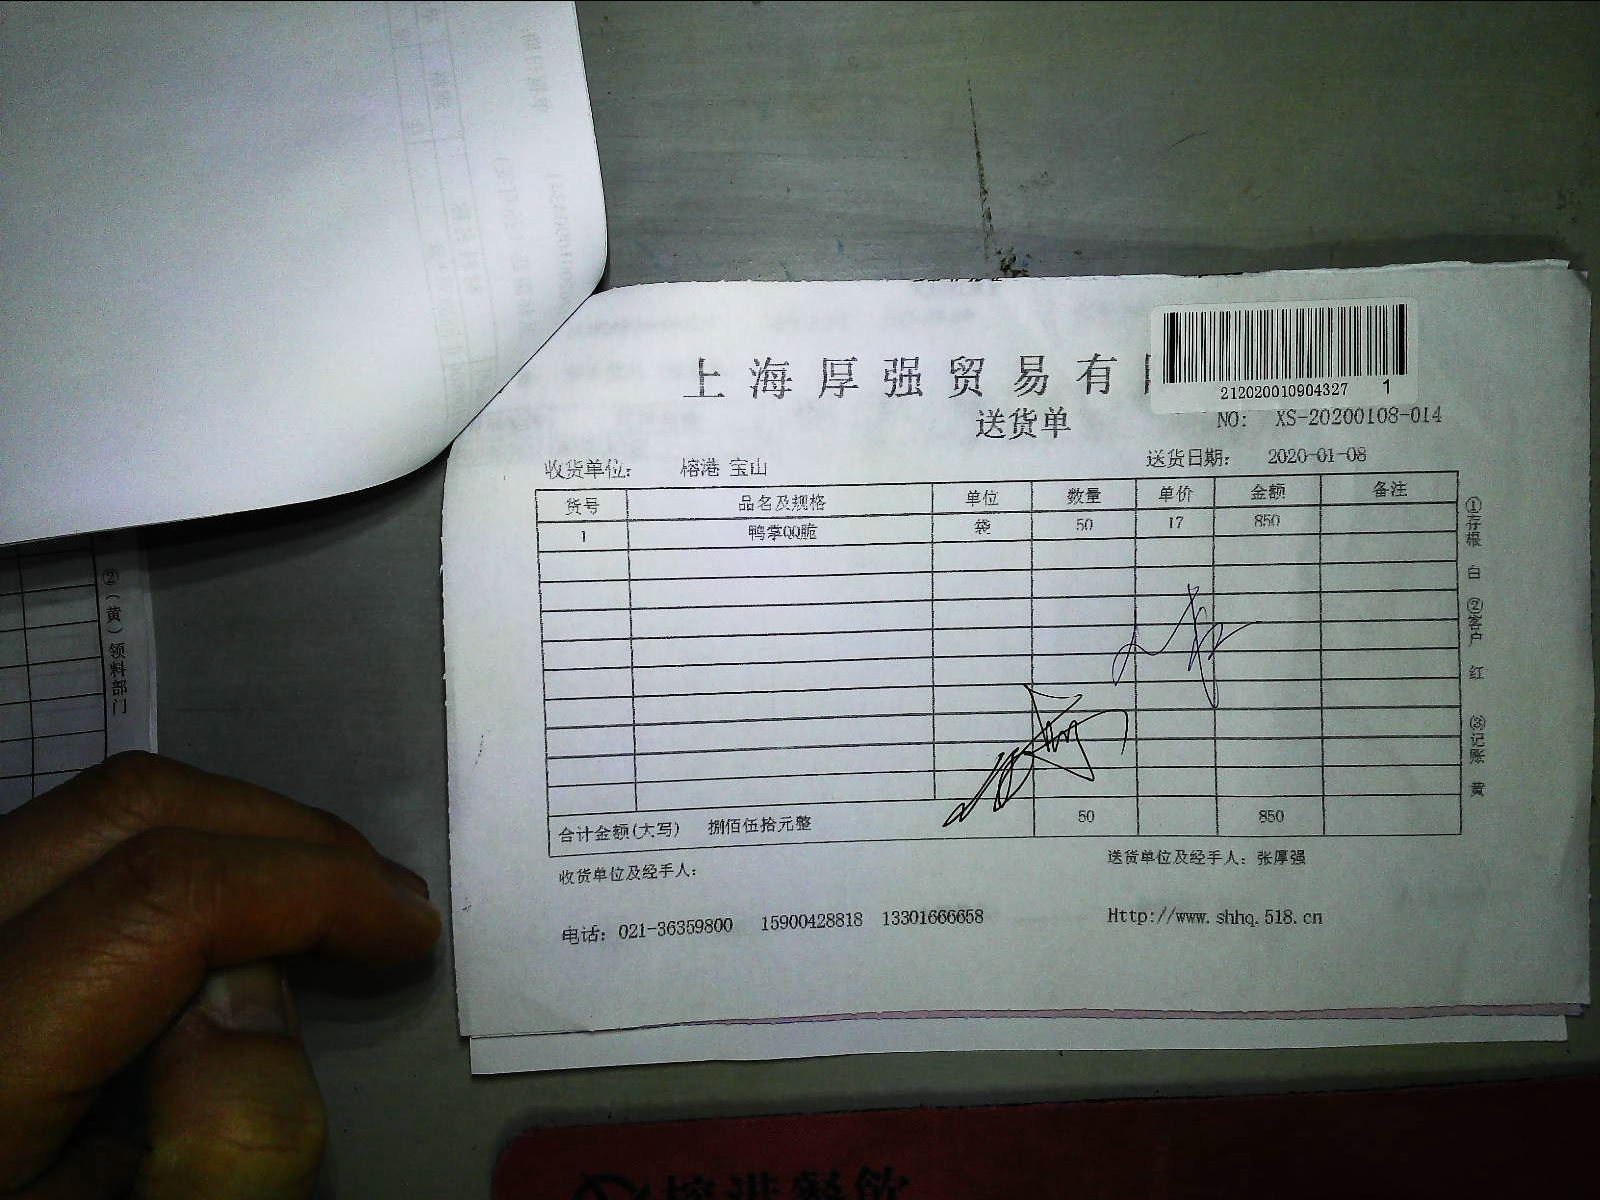 上海厚强贸易有
212020010904327 1
送货单
NO: XS-20200108-014
收货单位: 榕港 宝山 送货日期: 2020-01-08
货号 品名及规格 单位 数量 单价 金额 备注
1 鸭掌QQ脆 袋 50 17 850
合计金额(大写) 捌佰伍拾元整 50 850
收货单位及经手人: 送货单位及经手人: 张厚强
电话: 021-36359800 15900428818 13301666658 Http://www.shhq.518.cn
①存根 白 ②客户 红 ③记账 黄
②(黄)领料部门
榕港餐饮